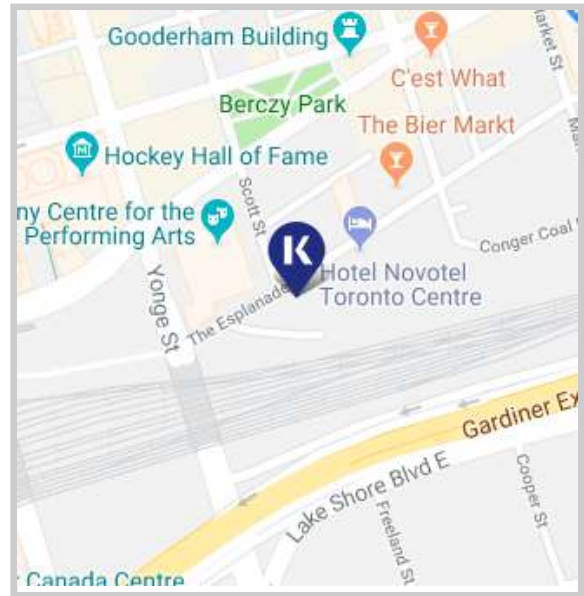 Gooderham Building
C'est What
arket St
Berczy Park
The Bier Markt
Hockey Hall of Fame
Scott St
ny Centre for the
Performing Arts
K
Conger Coal
Hotel Novotel
Toronto Centre
The Esplanade
Yonge St
Gardiner Ex
Lake Shore Blvd E
Cooper St
Freeland St
Canada Centre